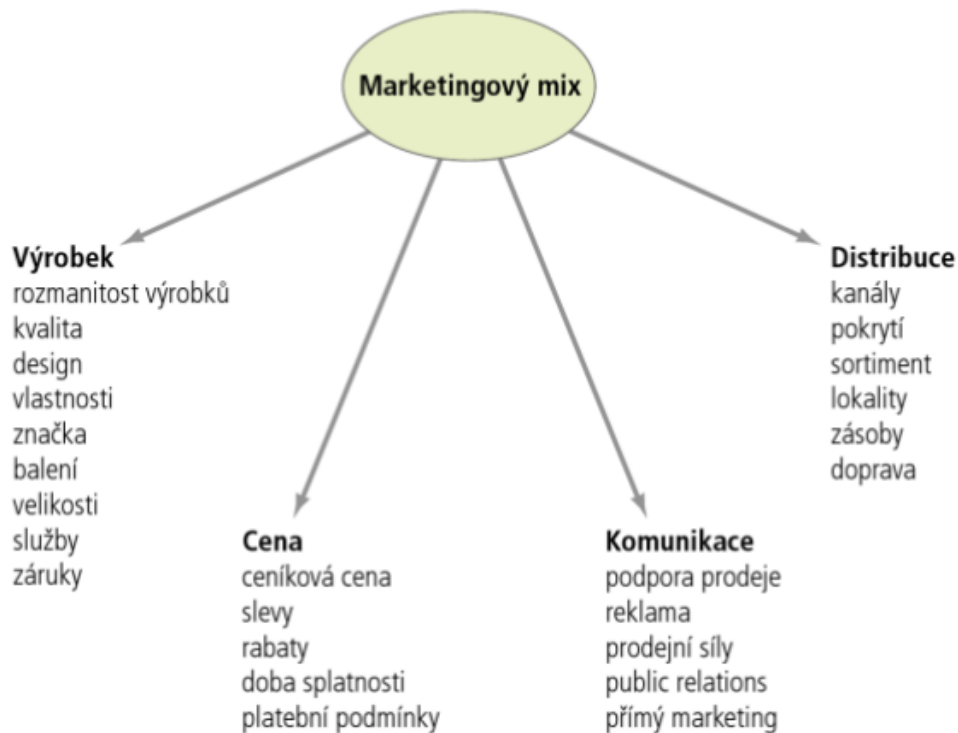 Marketingový mix
Výrobek
rozmanitost výrobků
kvalita
design
vlastnosti
značka
balení
velikosti
služby
záruky
Cena
ceníková cena
slevy
rabaty
doba splatnosti
platební podmínky
Komunikace
podpora prodeje
reklama
prodejní síly
public relations
přímý marketing
Distribuce
kanály
pokrytí
sortiment
lokality
zásoby
doprava